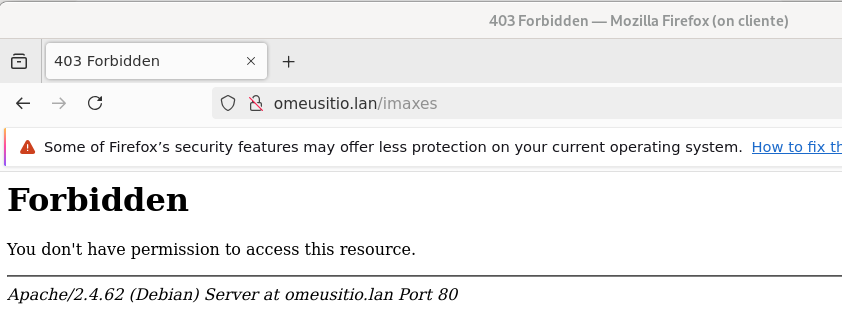 403 Forbidden — Mozilla Firefox (on cliente)
403 Forbidden
omeusitio.lan/imaxes
Some of Firefox’s security features may offer less protection on your current operating system. How to fix th
Forbidden
You don't have permission to access this resource.
Apache/2.4.62 (Debian) Server at omeusitio.lan Port 80